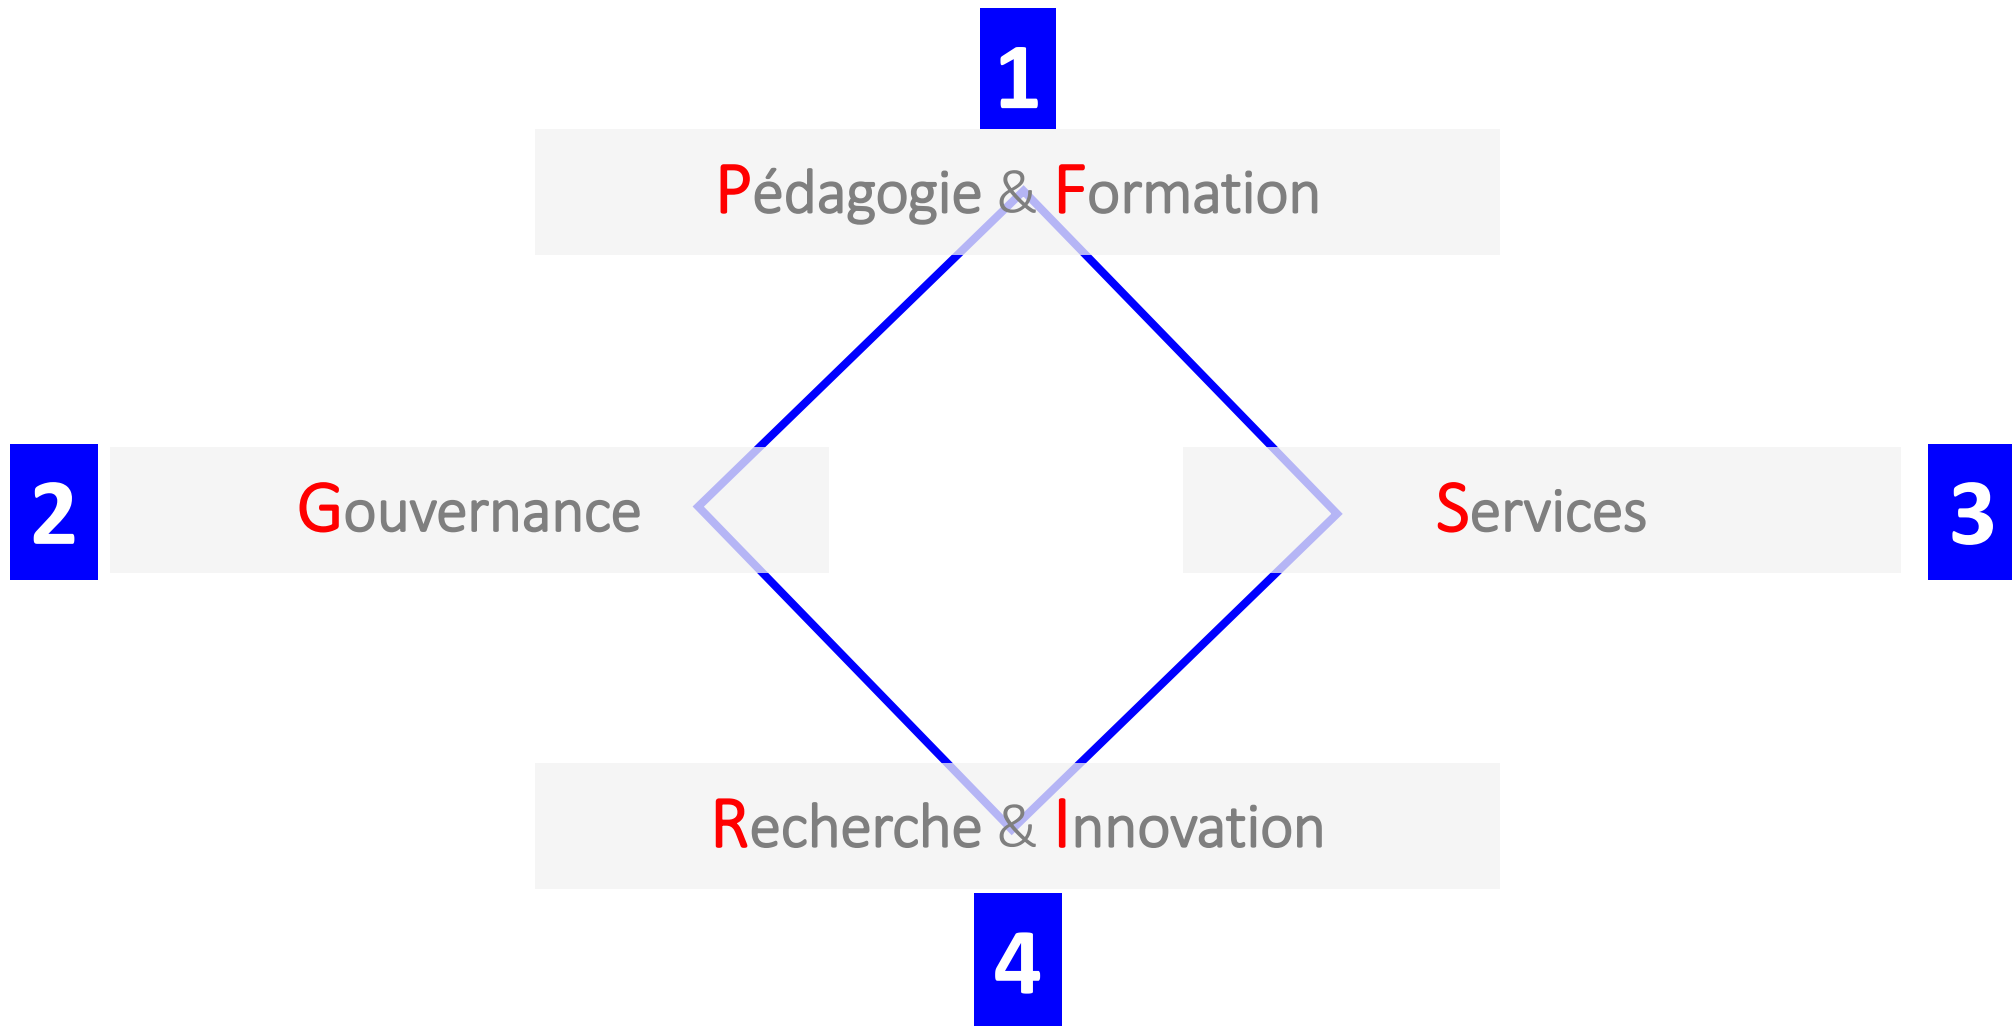 1
Pédagogie & Formation
2
Gouvernance
Services
3
Recherche & Innovation
4